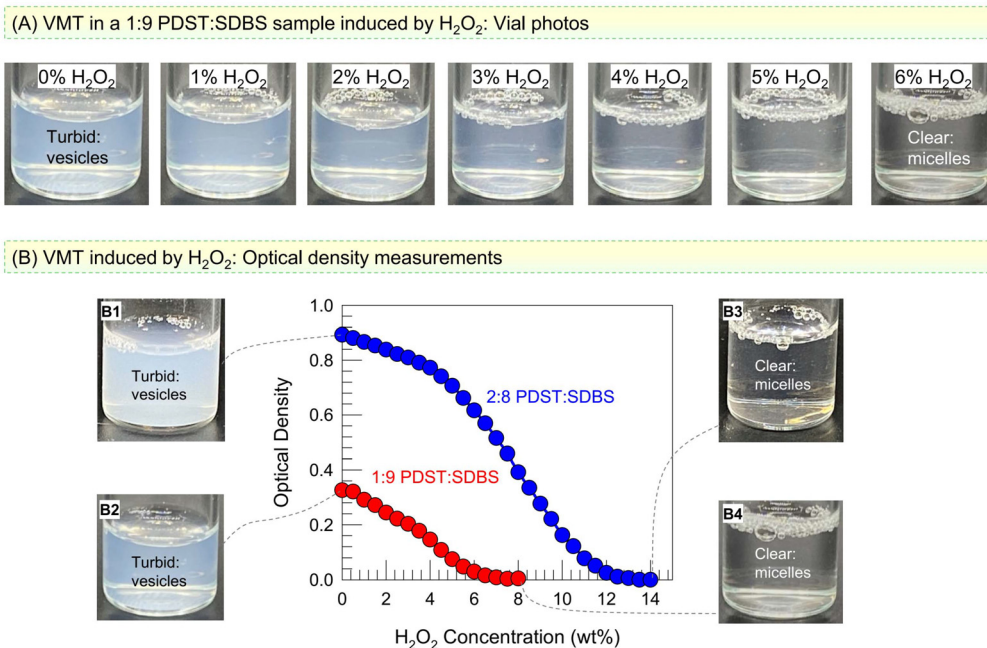 (A) VMT in a 1:9 PDST:SDBS sample induced by H₂O₂: Vial photos
0% H₂O₂
1% H₂O₂
2% H₂O₂
3% H₂O₂
4% H₂O₂
5% H₂O₂
6% H₂O₂
Turbid:
vesicles
Clear:
micelles
(B) VMT induced by H₂O₂: Optical density measurements
B1
Turbid:
vesicles
B2
Turbid:
vesicles
Optical Density
1.0
0.8
0.6
0.4
0.2
0.0
2:8 PDST:SDBS
1:9 PDST:SDBS
0 2 4 6 8 10 12 14
H₂O₂ Concentration (wt%)
B3
Clear:
micelles
B4
Clear:
micelles